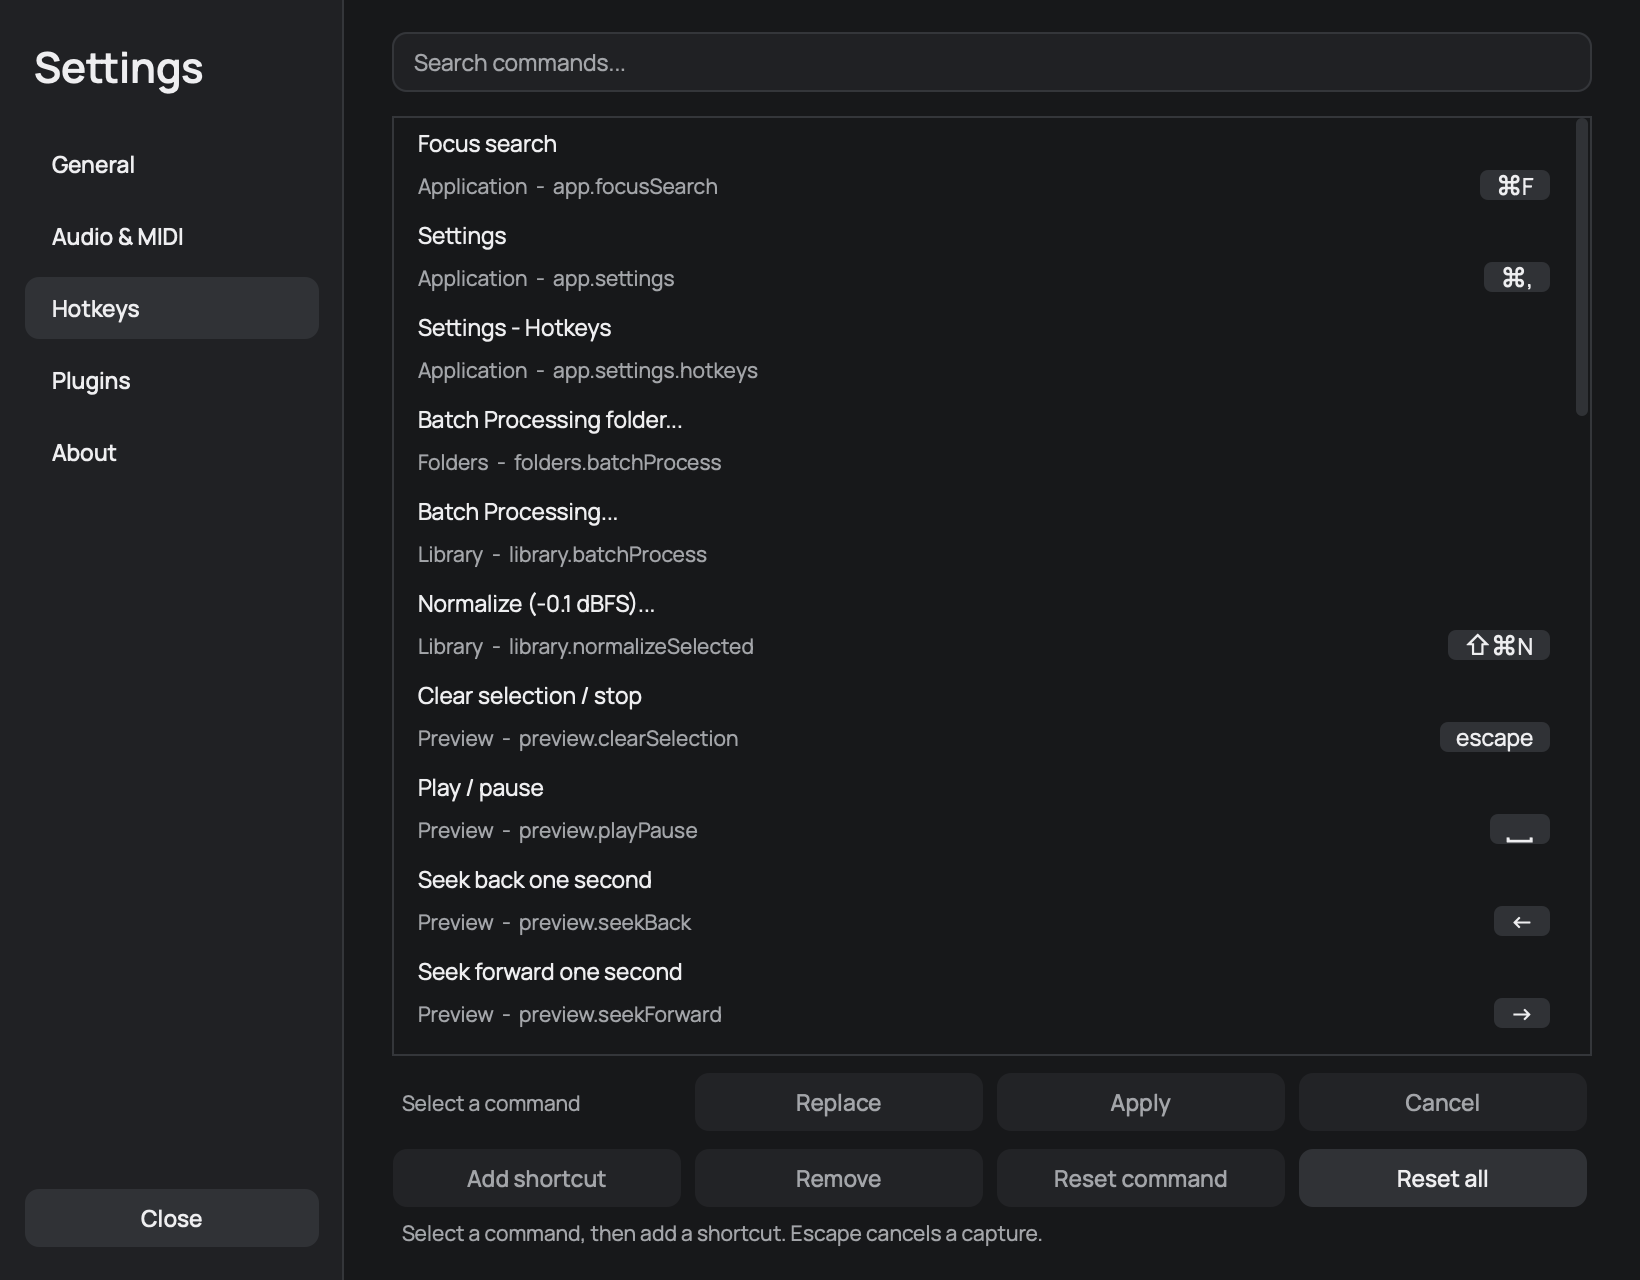 Settings
General
Audio & MIDI
Hotkeys
Plugins
About
Close
Search commands...
Focus search
Application - app.focusSearch
⌘F
Settings
Application - app.settings
⌘,
Settings - Hotkeys
Application - app.settings.hotkeys
Batch Processing folder...
Folders - folders.batchProcess
Batch Processing...
Library - library.batchProcess
Normalize (-0.1 dBFS)...
Library - library.normalizeSelected
⇧⌘N
Clear selection / stop
Preview - preview.clearSelection
escape
Play / pause
Preview - preview.playPause
⎵
Seek back one second
Preview - preview.seekBack
←
Seek forward one second
Preview - preview.seekForward
→
Select a command
Replace
Apply
Cancel
Add shortcut
Remove
Reset command
Reset all
Select a command, then add a shortcut. Escape cancels a capture.